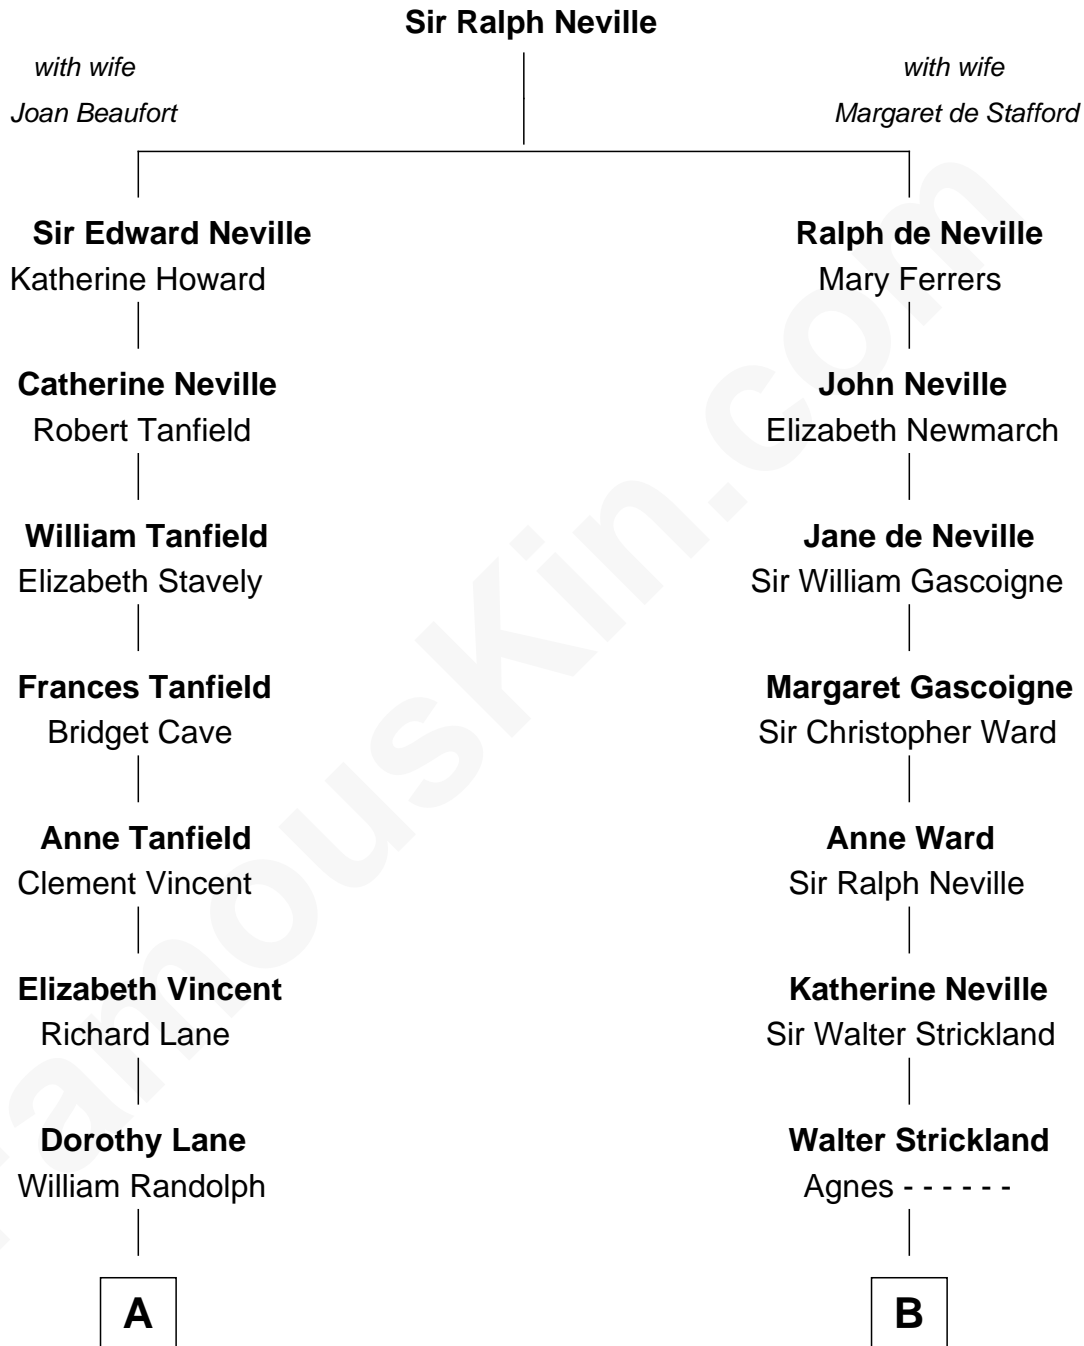 Sir Ralph Neville
with wife
Joan Beaufort
with wife
Margaret de Stafford
Sir Edward Neville
Katherine Howard
Ralph de Neville
Mary Ferrers
Catherine Neville
Robert Tanfield
John Neville
Elizabeth Newmarch
William Tanfield
Elizabeth Stavely
Jane de Neville
Sir William Gascoigne
Frances Tanfield
Bridget Cave
Margaret Gascoigne
Sir Christopher Ward
Anne Tanfield
Clement Vincent
Anne Ward
Sir Ralph Neville
Elizabeth Vincent
Richard Lane
Katherine Neville
Sir Walter Strickland
Dorothy Lane
William Randolph
Walter Strickland
Agnes - - - - - -
A
B
FamousKin.com